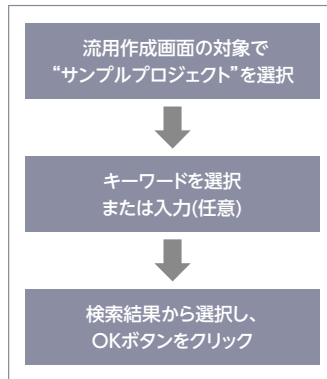 流用作成画面の対象で
“サンプルプロジェクト”を選択
キーワードを選択
または入力(任意)
検索結果から選択し、
OKボタンをクリック